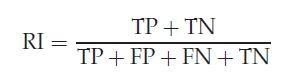 RI = TP + TN / TP + FP + FN + TN